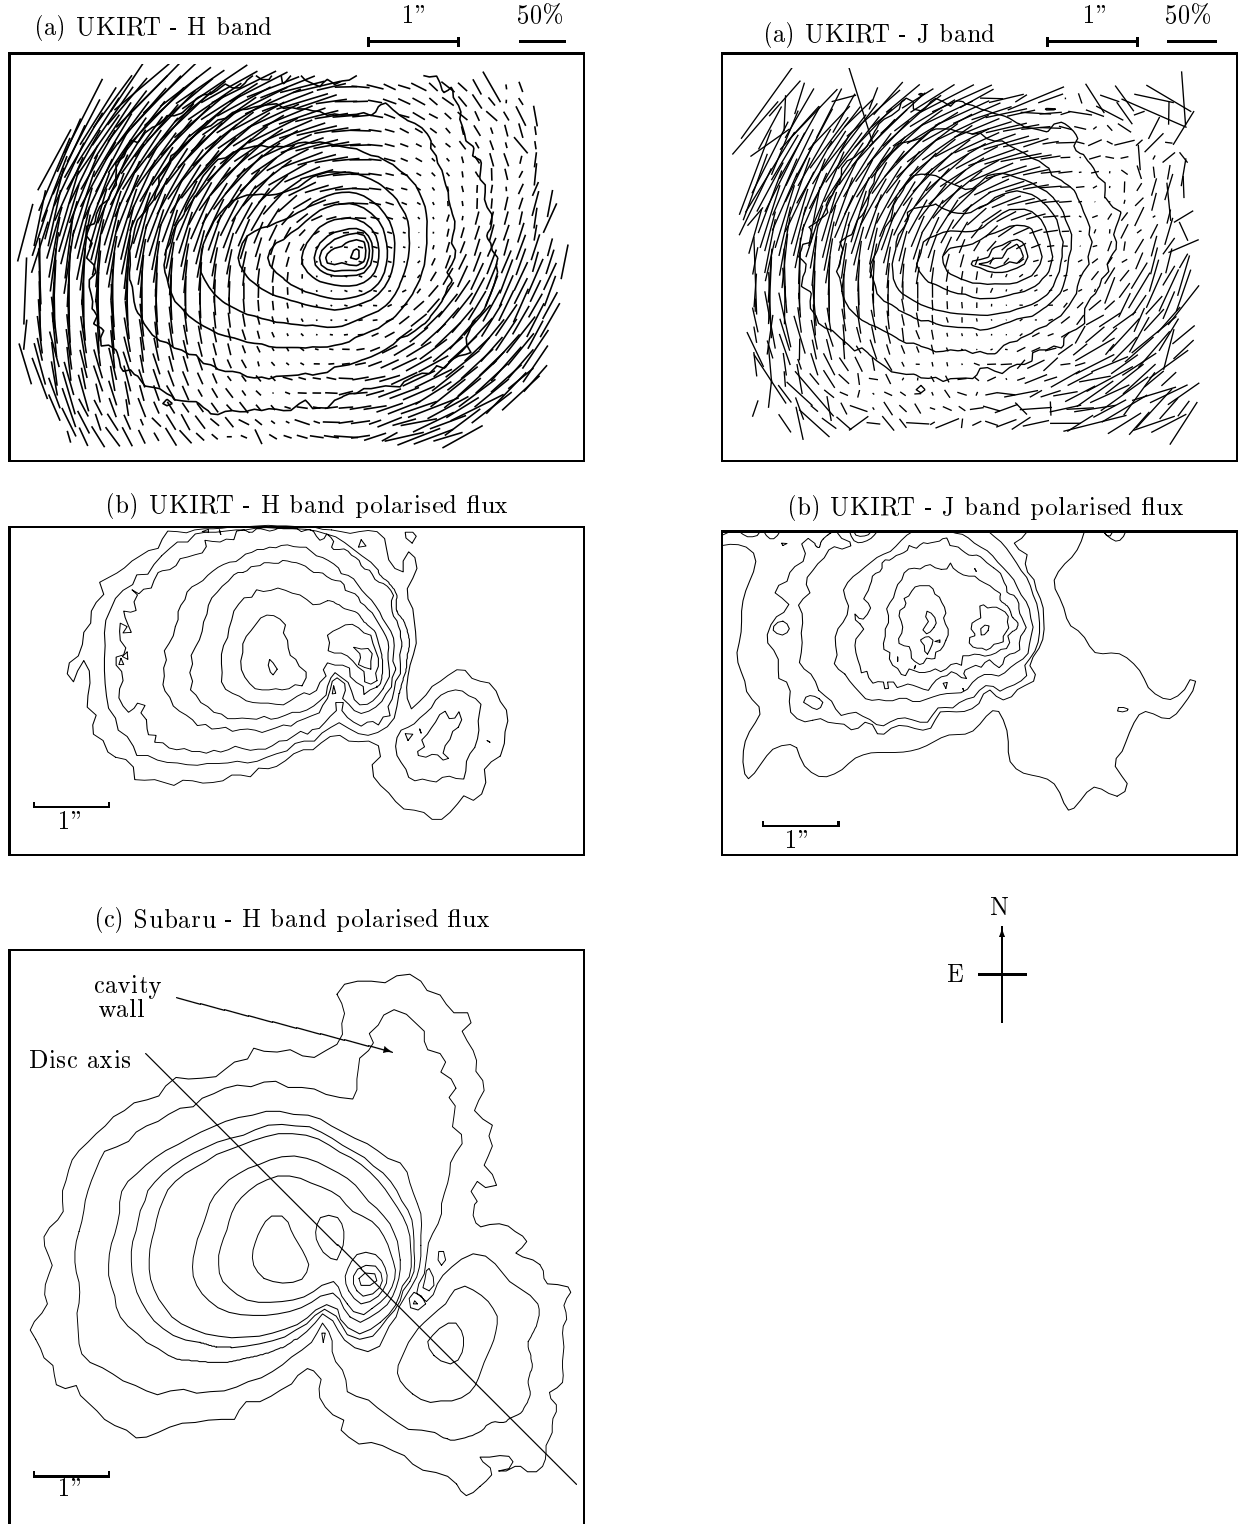 (a) UKIRT - H band
1”
50%
(a) UKIRT - J band
1”
50%
(b) UKIRT - H band polarised flux
1”
(b) UKIRT - J band polarised flux
1”
(c) Subaru - H band polarised flux
cavity
wall
Disc axis
1”
N
E